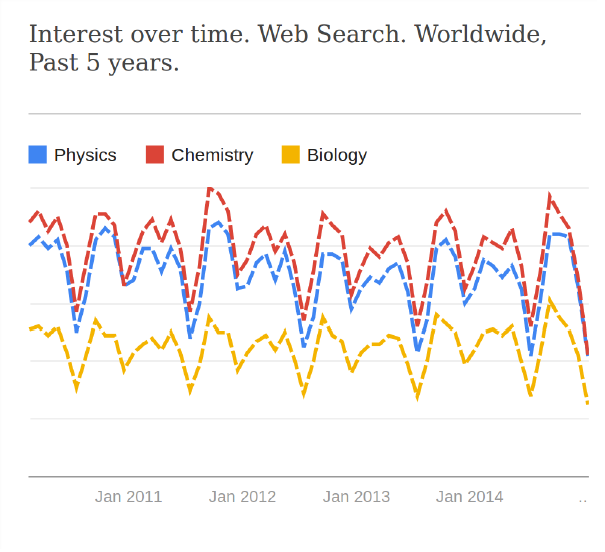 Interest over time. Web Search. Worldwide,
Past 5 years.
Physics Chemistry Biology
Jan 2011 Jan 2012 Jan 2013 Jan 2014 ..